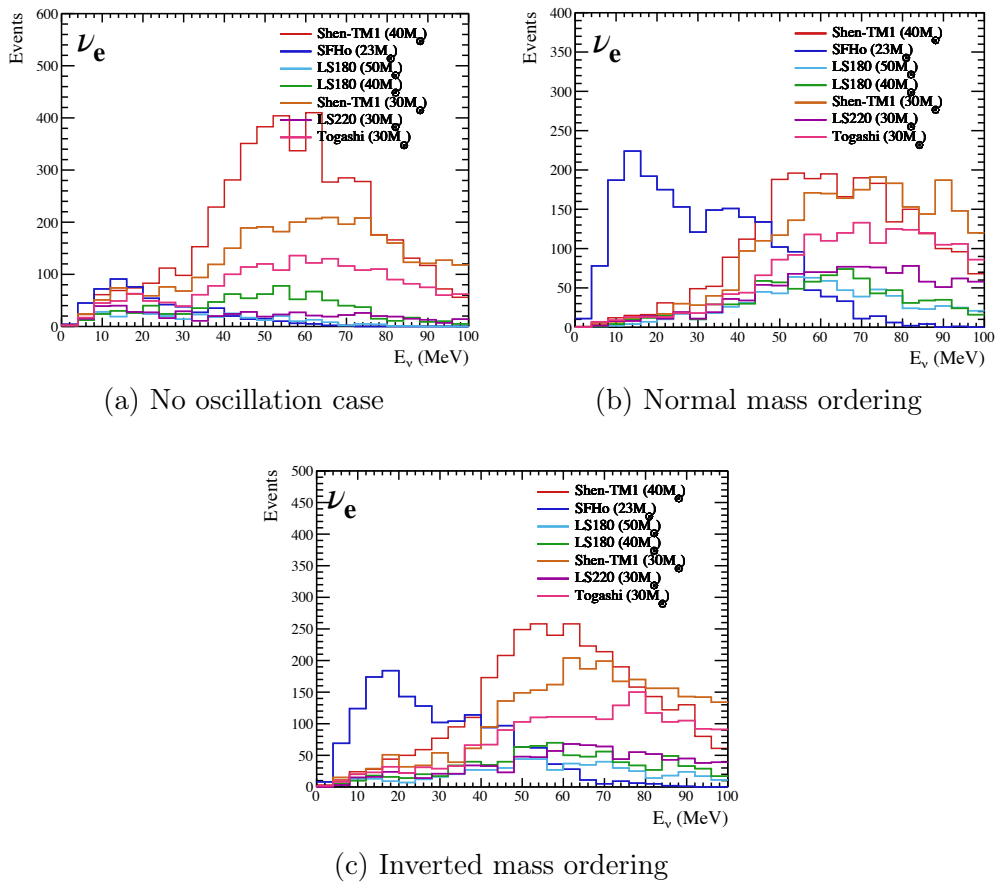 Events
600
500
400
300
200
100
0
ν_e
Shen-TM1 (40M⊙)
SFHo (23M⊙)
LS180 (50M⊙)
LS180 (40M⊙)
Shen-TM1 (30M⊙)
LS220 (30M⊙)
Togashi (30M⊙)
0 10 20 30 40 50 60 70 80 90 100
E_ν (MeV)
(a) No oscillation case
Events
400
350
300
250
200
150
100
50
0
ν_e
Shen-TM1 (40M⊙)
SFHo (23M⊙)
LS180 (50M⊙)
LS180 (40M⊙)
Shen-TM1 (30M⊙)
LS220 (30M⊙)
Togashi (30M⊙)
0 10 20 30 40 50 60 70 80 90 100
E_ν (MeV)
(b) Normal mass ordering
Events
500
450
400
350
300
250
200
150
100
50
0
ν_e
Shen-TM1 (40M⊙)
SFHo (23M⊙)
LS180 (50M⊙)
LS180 (40M⊙)
Shen-TM1 (30M⊙)
LS220 (30M⊙)
Togashi (30M⊙)
0 10 20 30 40 50 60 70 80 90 100
E_ν (MeV)
(c) Inverted mass ordering